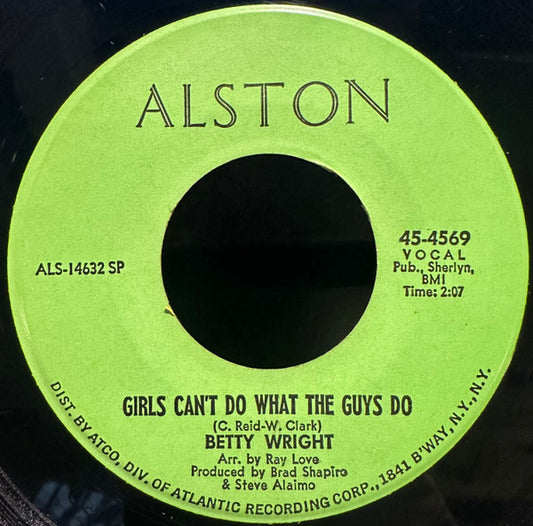 ALSTON
ALS-14632 SP
45-4569
VOCAL
Pub., Sherlyn,
BMI
Time: 2:07
GIRLS CAN'T DO WHAT THE GUYS DO
(C. Reid-W. Clark)
BETTY WRIGHT
Arr. by Ray Love
Produced by Brad Shapiro
& Steve Alaimo
DIST. BY ATCO, DIV. OF ATLANTIC RECORDING CORP., 1841 B'WAY, N.Y., N.Y.